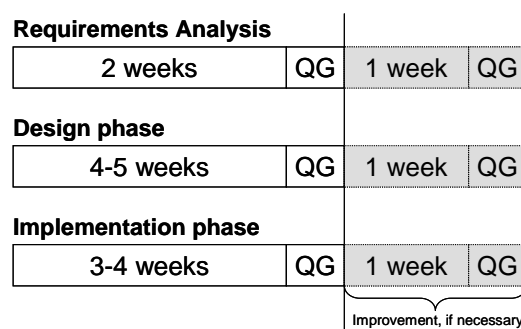 Requirements Analysis
2 weeks QG 1 week QG
Design phase
4-5 weeks QG 1 week QG
Implementation phase
3-4 weeks QG 1 week QG
Improvement, if necessary